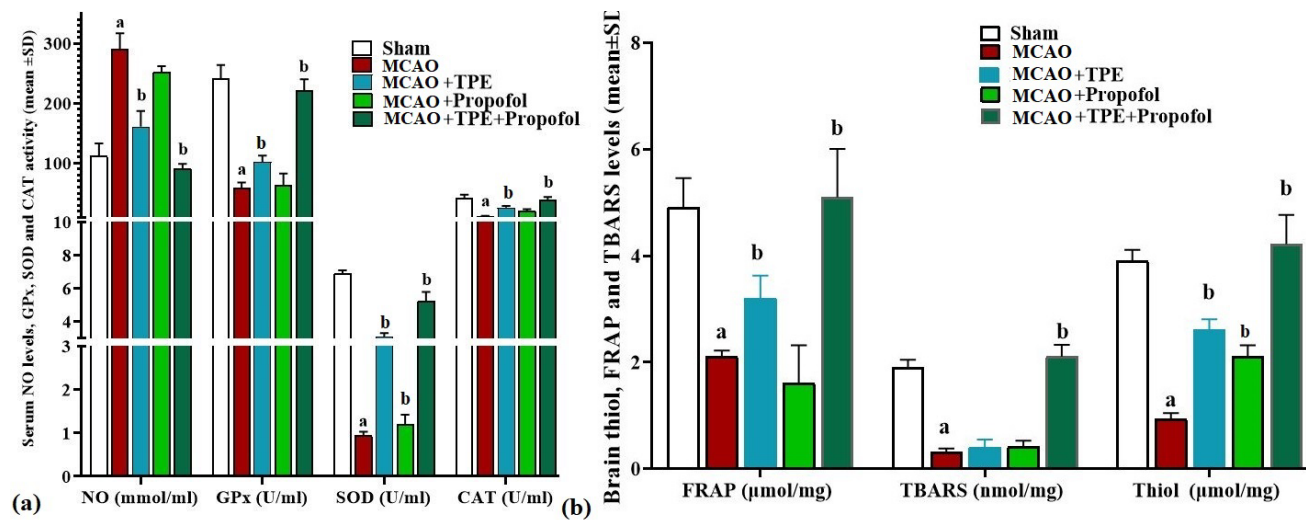 Serum NO levels, GPx, SOD and CAT activity (mean ±SD)
300
200
100
10
8
6
4
3
2
1
0
a
b
b
a
b
b
a
b
b
b
a
b
b
Sham
MCAO
MCAO +TPE
MCAO +Propofol
MCAO +TPE+Propofol
NO (mmol/ml)
GPx (U/ml)
SOD (U/ml)
CAT (U/ml)
(a)
Brain thiol, FRAP and TBARS levels (mean±SD
8
6
4
2
0
a
b
b
a
b
a
b
b
b
Sham
MCAO
MCAO +TPE
MCAO +Propofol
MCAO +TPE+Propofol
FRAP (µmol/mg)
TBARS (nmol/mg)
Thiol (µmol/mg)
(b)